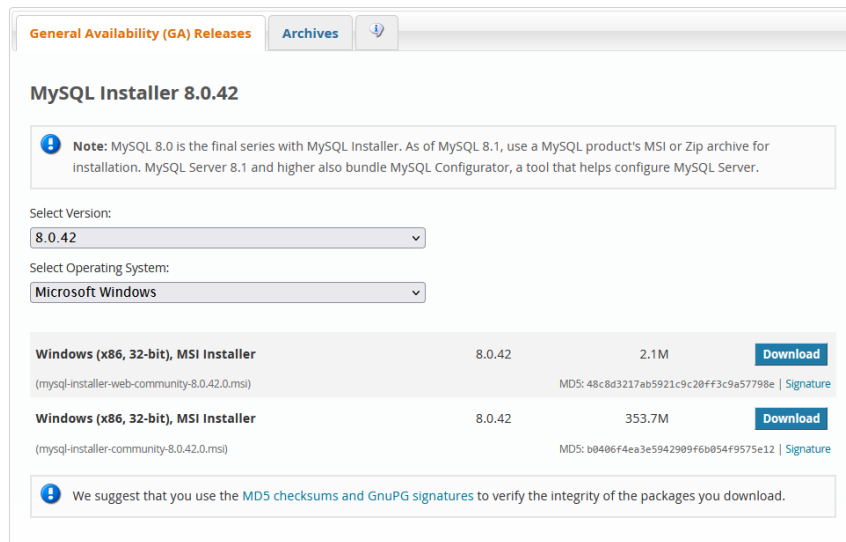 General Availability (GA) Releases
Archives
MySQL Installer 8.0.42
Note: MySQL 8.0 is the final series with MySQL Installer. As of MySQL 8.1, use a MySQL product's MSI or Zip archive for
installation. MySQL Server 8.1 and higher also bundle MySQL Configurator, a tool that helps configure MySQL Server.
Select Version:
8.0.42
Select Operating System:
Microsoft Windows
Windows (x86, 32-bit), MSI Installer 8.0.42 2.1M Download
(mysql-installer-web-community-8.0.42.0.msi) MD5: 48c8d3217ab5921c9c20ff3c9a57798e | Signature
Windows (x86, 32-bit), MSI Installer 8.0.42 353.7M Download
(mysql-installer-community-8.0.42.0.msi) MD5: b0406f4ea3e5942909f6b054f9575e12 | Signature
We suggest that you use the MD5 checksums and GnuPG signatures to verify the integrity of the packages you download.